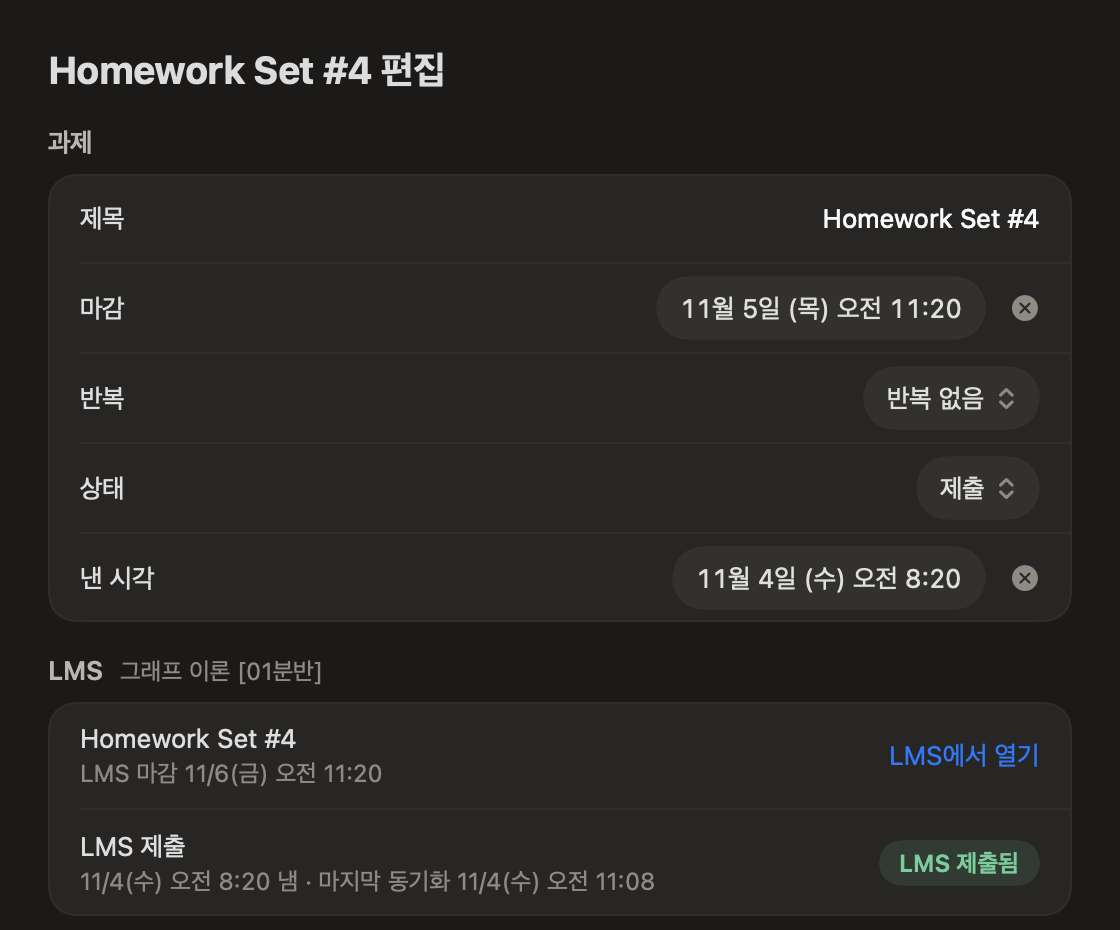 Homework Set #4 편집
과제
제목 Homework Set #4
마감 11월 5일 (목) 오전 11:20
반복 반복 없음
상태 제출
낸 시각 11월 4일 (수) 오전 8:20
LMS 그래프 이론 [01분반]
Homework Set #4
LMS 마감 11/6(금) 오전 11:20
LMS에서 열기
LMS 제출
11/4(수) 오전 8:20 냄 · 마지막 동기화 11/4(수) 오전 11:08
LMS 제출됨